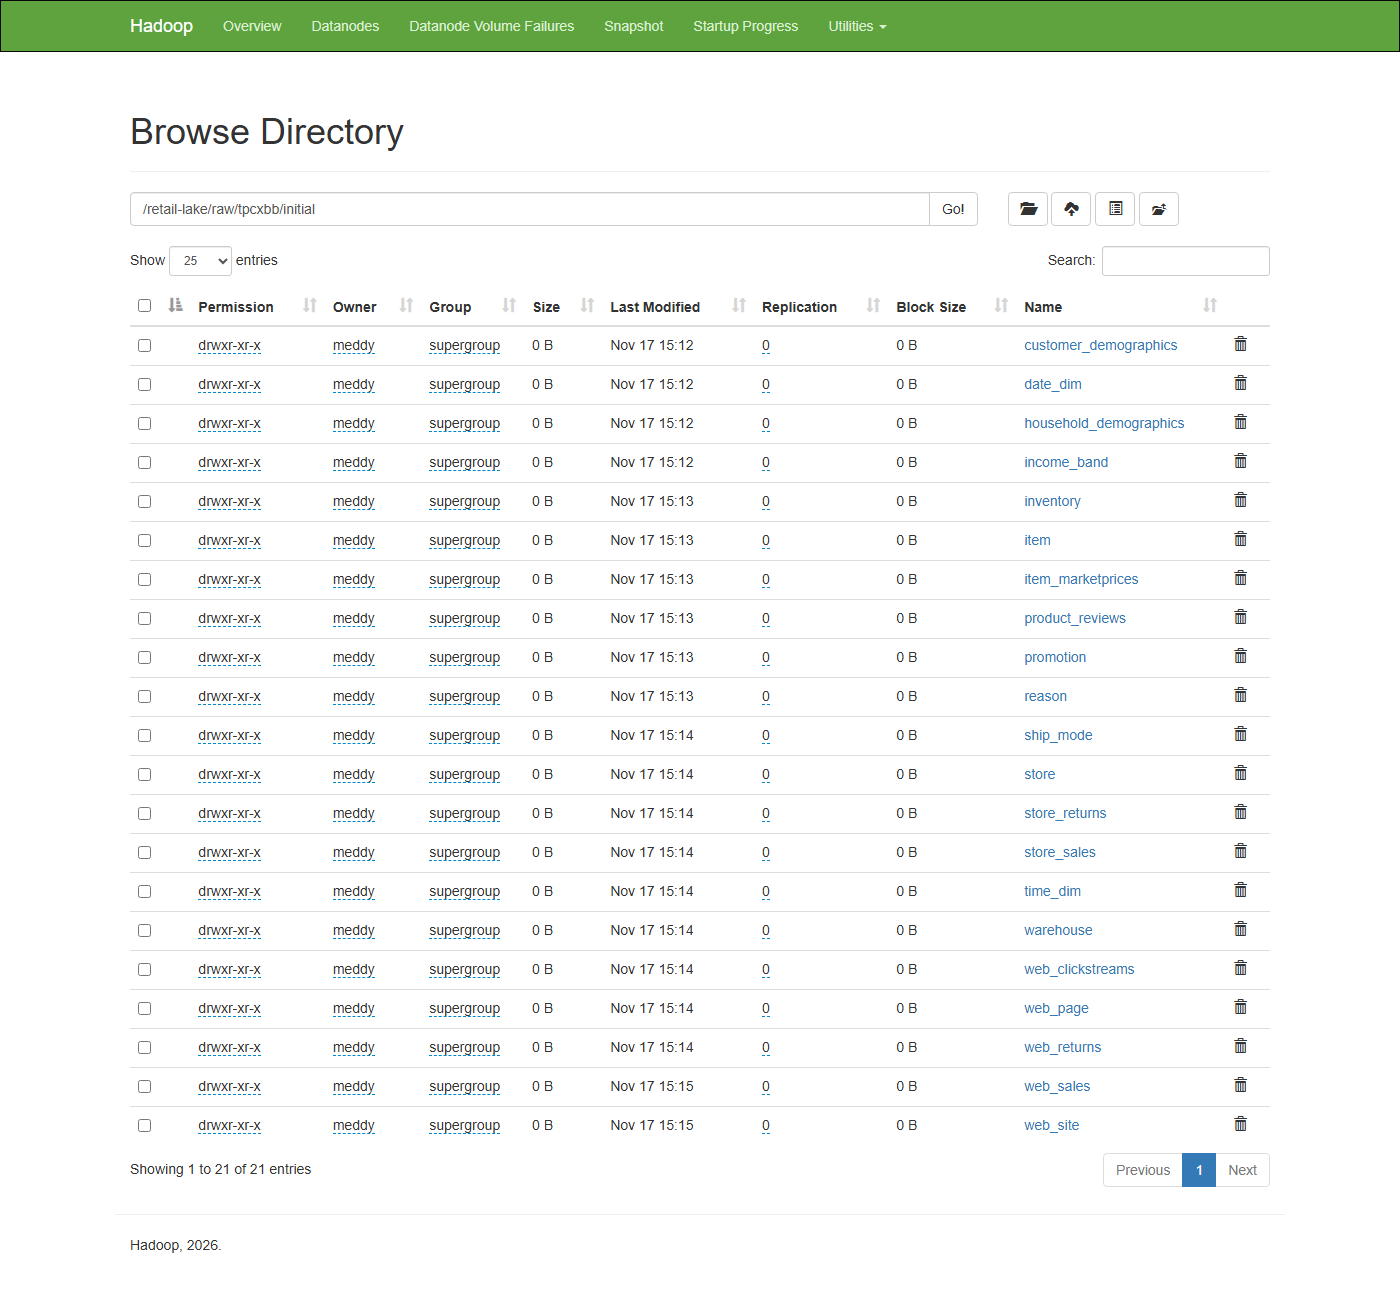 Hadoop Overview Datanodes Datanode Volume Failures Snapshot Startup Progress Utilities
Browse Directory
/retail-lake/raw/tpcxbb/initial Go!
Show 25 entries Search:
Permission Owner Group Size Last Modified Replication Block Size Name
drwxr-xr-x meddy supergroup 0 B Nov 17 15:12 0 0 B customer_demographics
drwxr-xr-x meddy supergroup 0 B Nov 17 15:12 0 0 B date_dim
drwxr-xr-x meddy supergroup 0 B Nov 17 15:12 0 0 B household_demographics
drwxr-xr-x meddy supergroup 0 B Nov 17 15:12 0 0 B income_band
drwxr-xr-x meddy supergroup 0 B Nov 17 15:13 0 0 B inventory
drwxr-xr-x meddy supergroup 0 B Nov 17 15:13 0 0 B item
drwxr-xr-x meddy supergroup 0 B Nov 17 15:13 0 0 B item_marketprices
drwxr-xr-x meddy supergroup 0 B Nov 17 15:13 0 0 B product_reviews
drwxr-xr-x meddy supergroup 0 B Nov 17 15:13 0 0 B promotion
drwxr-xr-x meddy supergroup 0 B Nov 17 15:13 0 0 B reason
drwxr-xr-x meddy supergroup 0 B Nov 17 15:14 0 0 B ship_mode
drwxr-xr-x meddy supergroup 0 B Nov 17 15:14 0 0 B store
drwxr-xr-x meddy supergroup 0 B Nov 17 15:14 0 0 B store_returns
drwxr-xr-x meddy supergroup 0 B Nov 17 15:14 0 0 B store_sales
drwxr-xr-x meddy supergroup 0 B Nov 17 15:14 0 0 B time_dim
drwxr-xr-x meddy supergroup 0 B Nov 17 15:14 0 0 B warehouse
drwxr-xr-x meddy supergroup 0 B Nov 17 15:14 0 0 B web_clickstreams
drwxr-xr-x meddy supergroup 0 B Nov 17 15:14 0 0 B web_page
drwxr-xr-x meddy supergroup 0 B Nov 17 15:14 0 0 B web_returns
drwxr-xr-x meddy supergroup 0 B Nov 17 15:15 0 0 B web_sales
drwxr-xr-x meddy supergroup 0 B Nov 17 15:15 0 0 B web_site
Showing 1 to 21 of 21 entries Previous 1 Next
Hadoop, 2026.